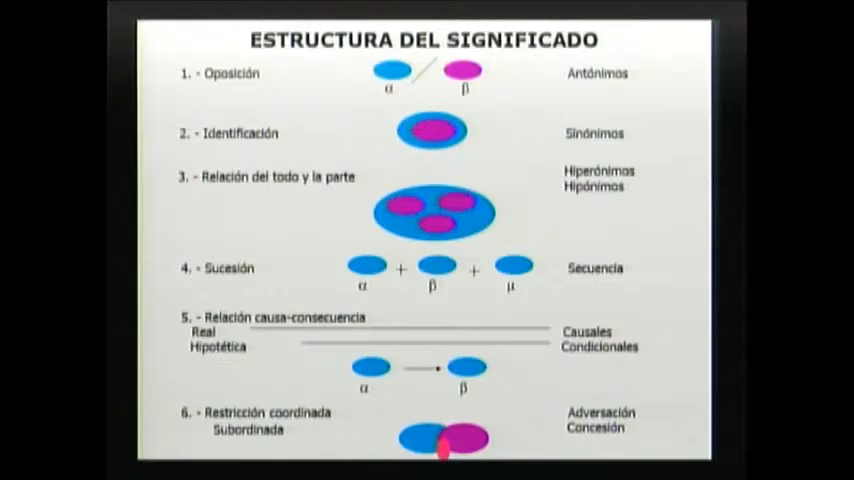 ESTRUCTURA DEL SIGNIFICADO
1. - Oposición
α
β
Antónimos
2. - Identificación
Sinónimos
3. - Relación del todo y la parte
Hiperónimos
Hipónimos
4. - Sucesión
+
+
α
β
μ
Secuencia
5. - Relación causa-consecuencia
Real
Causales
Hipotética
Condicionales
α
β
6. - Restricción coordinada
Adversación
Subordinada
Concesión